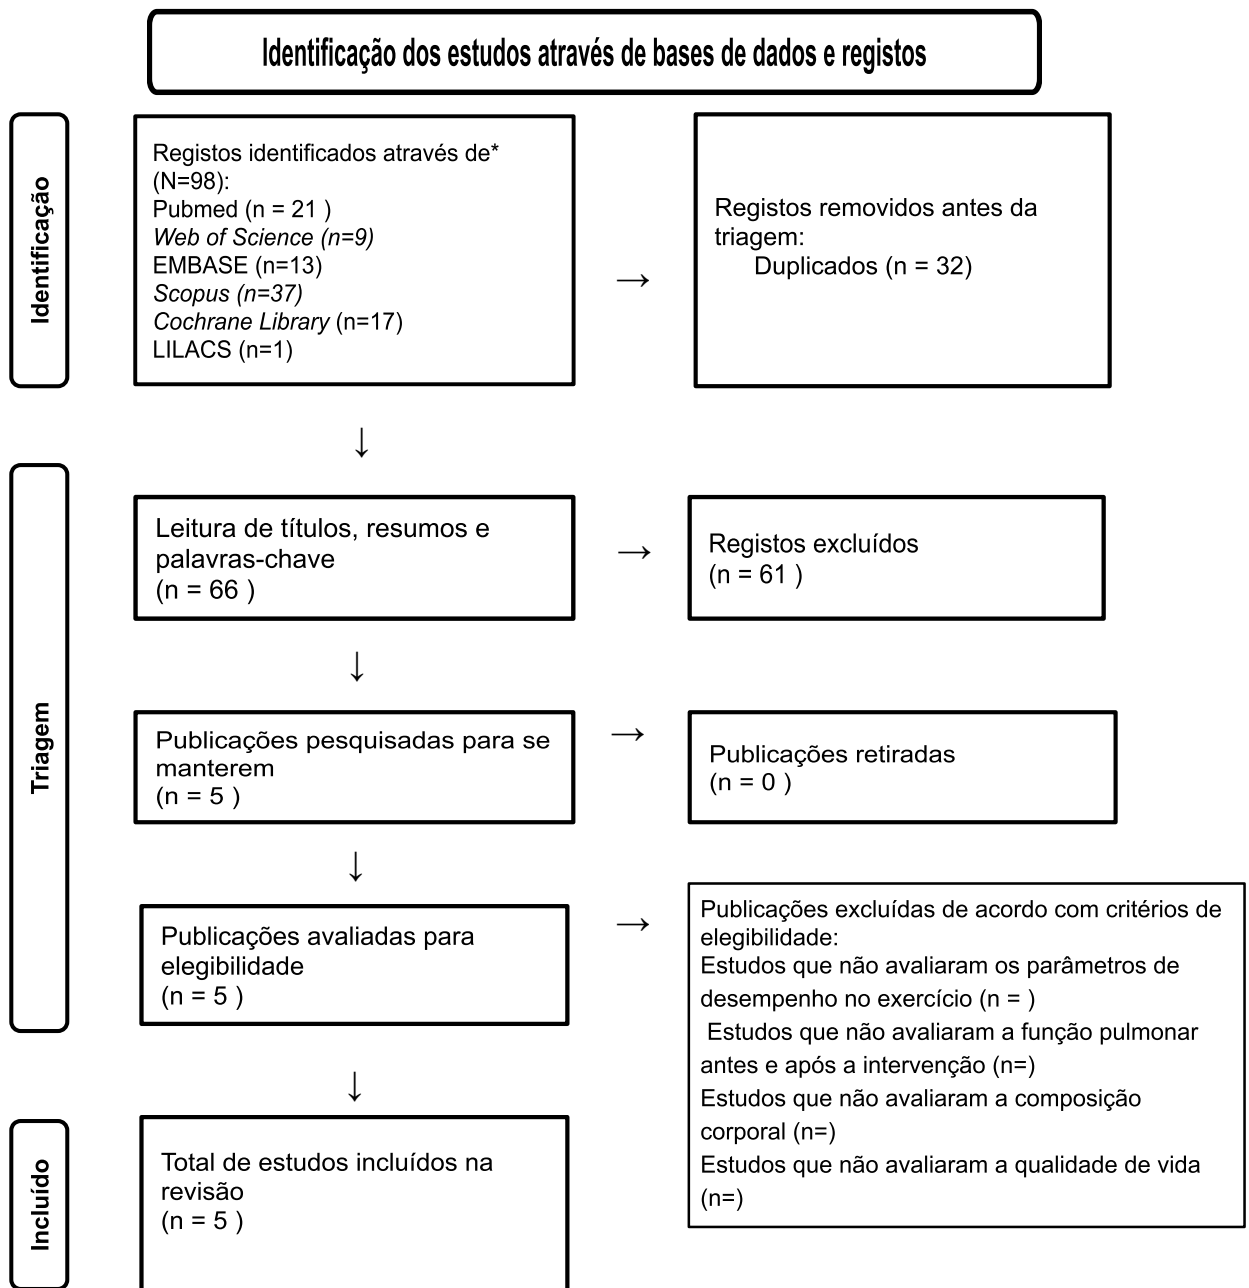 Identificação dos estudos através de bases de dados e registos
Identificação
Registos identificados através de*
(N=98):
Pubmed (n = 21 )
Web of Science (n=9)
EMBASE (n=13)
Scopus (n=37)
Cochrane Library (n=17)
LILACS (n=1)
→
Registos removidos antes da
triagem:
Duplicados (n = 32)
↓
Triagem
Leitura de títulos, resumos e
palavras-chave
(n = 66 )
→
Registos excluídos
(n = 61 )
↓
Publicações pesquisadas para se
manterem
(n = 5 )
→
Publicações retiradas
(n = 0 )
↓
Publicações avaliadas para
elegibilidade
(n = 5 )
→
Publicações excluídas de acordo com critérios de
elegibilidade:
Estudos que não avaliaram os parâmetros de
desempenho no exercício (n = )
Estudos que não avaliaram a função pulmonar
antes e após a intervenção (n=)
Estudos que não avaliaram a composição
corporal (n=)
Estudos que não avaliaram a qualidade de vida
(n=)
↓
Incluído
Total de estudos incluídos na
revisão
(n = 5 )